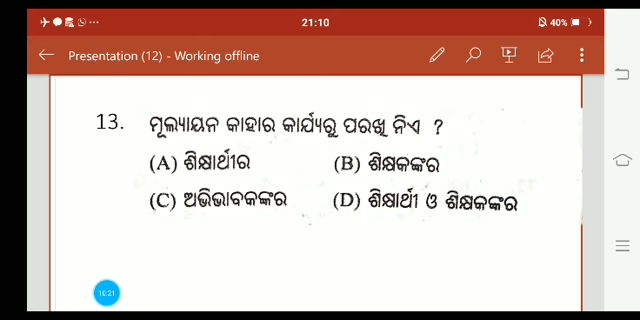 21:10
40%
Presentation (12) - Working offline
13. ମୂଲ୍ୟାୟନ କାହାର କାର୍ଯ୍ୟରୁ ପରଖି ନିଏ ?
(A) ଶିକ୍ଷାର୍ଥୀର (B) ଶିକ୍ଷକଙ୍କର
(C) ଅଭିଭାବକଙ୍କର (D) ଶିକ୍ଷାର୍ଥୀ ଓ ଶିକ୍ଷକଙ୍କର
10:21